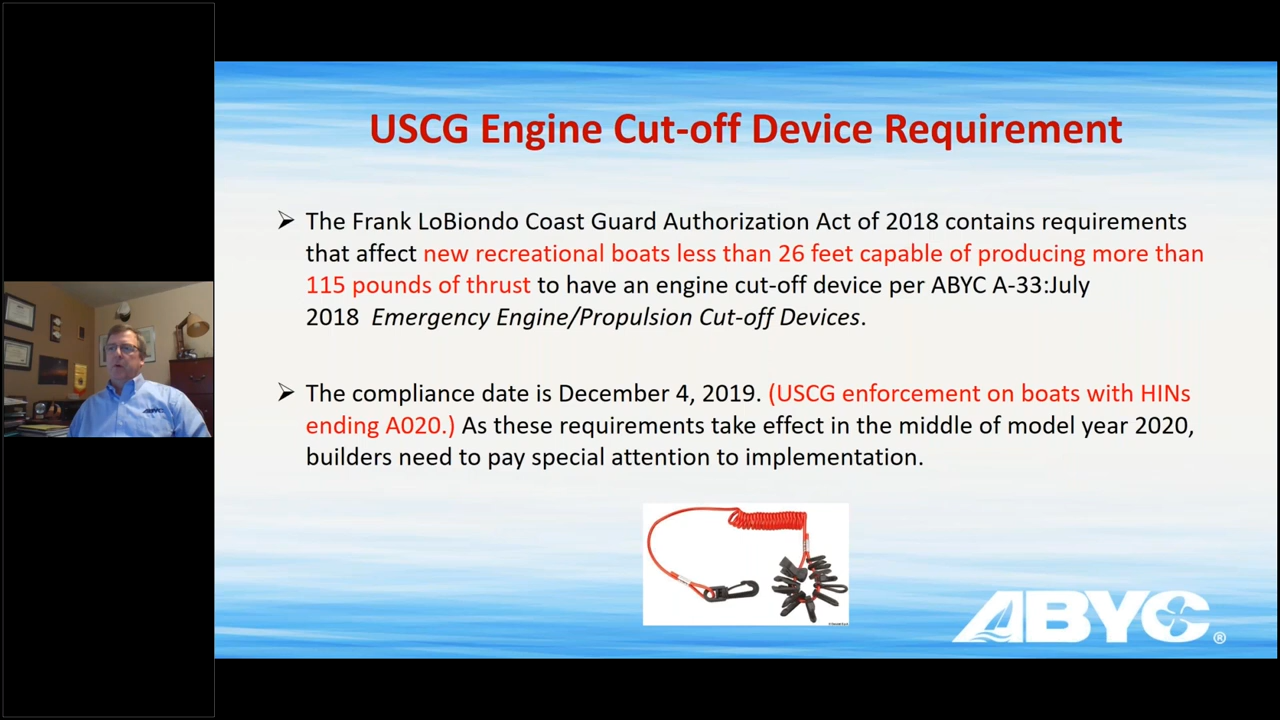 USCG Engine Cut-off Device Requirement
➢ The Frank LoBiondo Coast Guard Authorization Act of 2018 contains requirements
that affect new recreational boats less than 26 feet capable of producing more than
115 pounds of thrust to have an engine cut-off device per ABYC A-33:July
2018 Emergency Engine/Propulsion Cut-off Devices.
➢ The compliance date is December 4, 2019. (USCG enforcement on boats with HINs
ending A020.) As these requirements take effect in the middle of model year 2020,
builders need to pay special attention to implementation.
ABYC
ABYC®